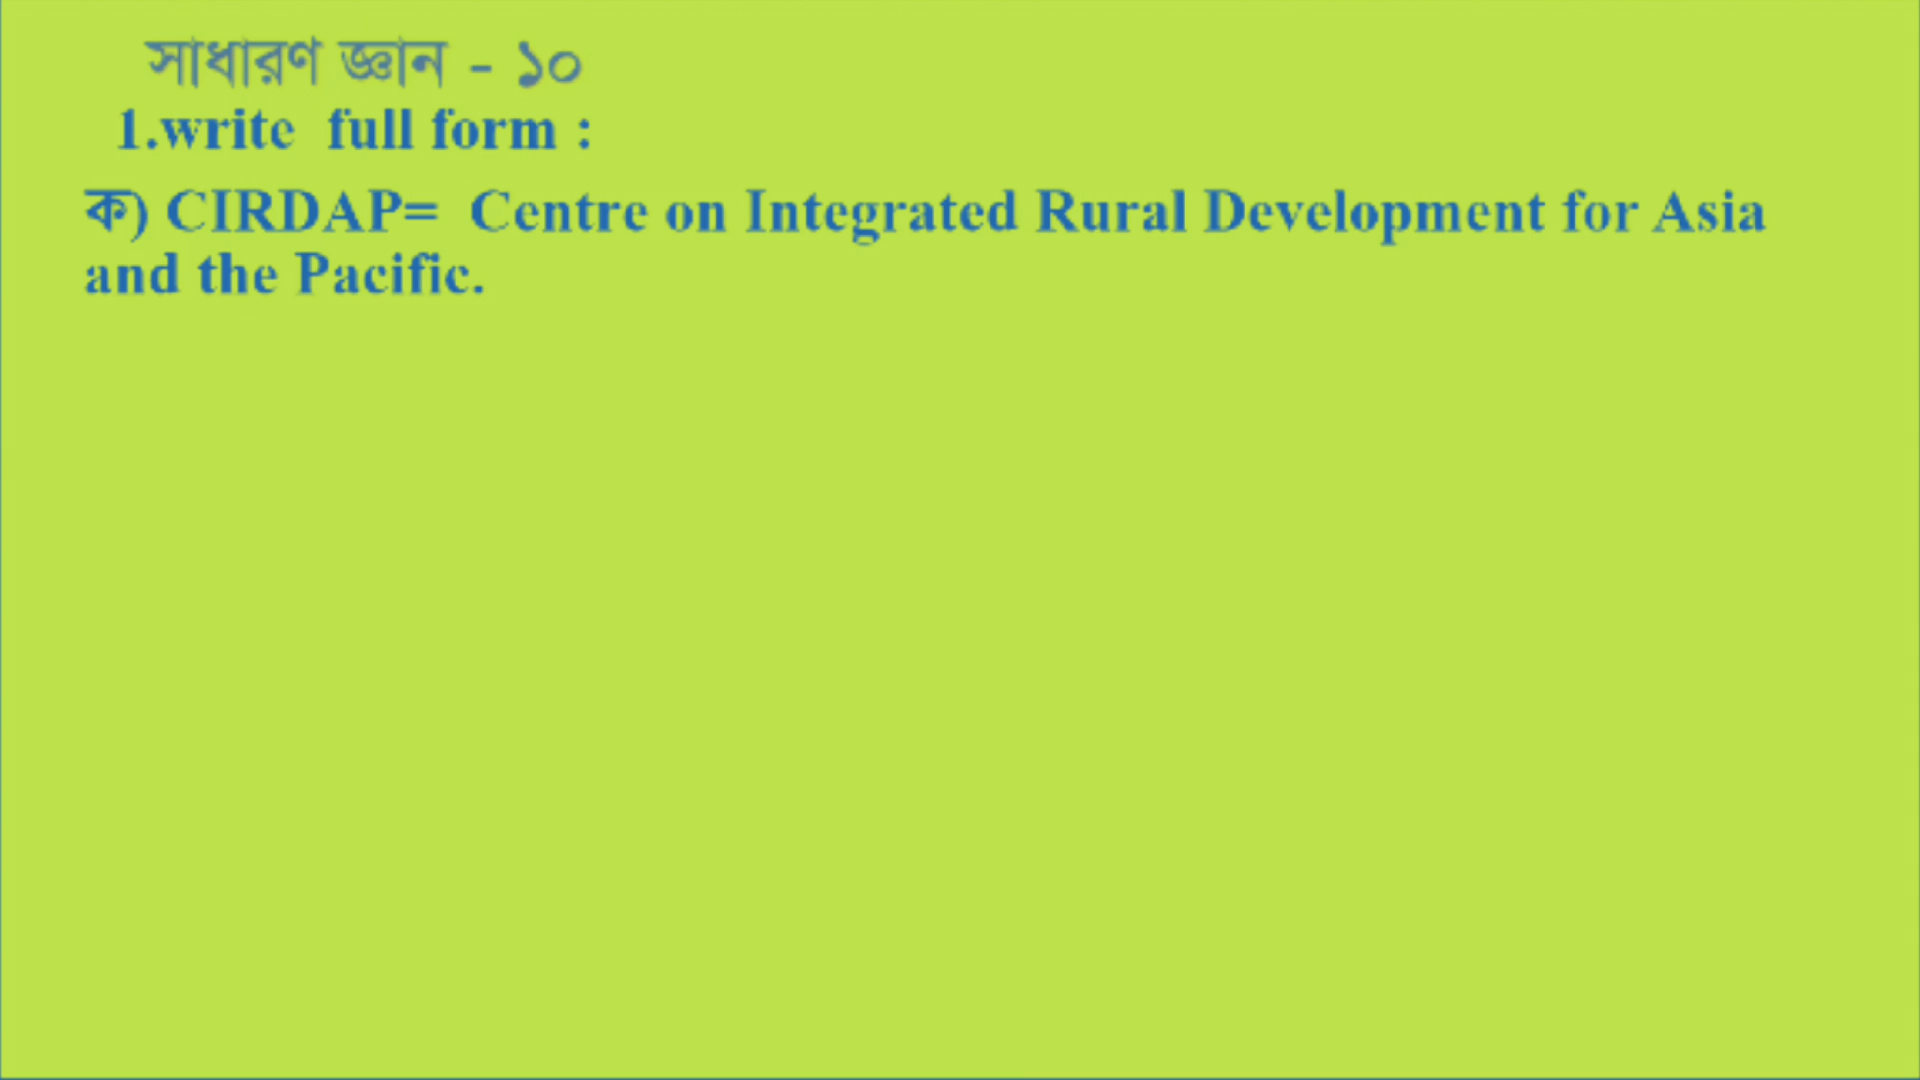 সাধারণ জ্ঞান - ১০
1.write full form :
ক) CIRDAP= Centre on Integrated Rural Development for Asia
and the Pacific.